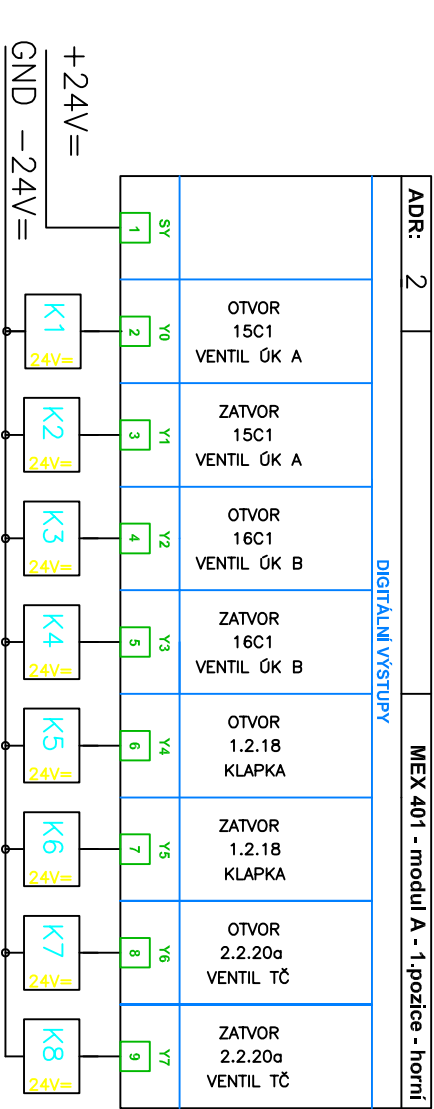 ADR: 2
MEX 401 - modul A - 1.pozice - horní
DIGITÁLNÍ VÝSTUPY
OTVOR
15C1
VENTIL ÚK A
ZATVOR
15C1
VENTIL ÚK A
OTVOR
16C1
VENTIL ÚK B
ZATVOR
16C1
VENTIL ÚK B
OTVOR
1.2.18
KLAPKA
ZATVOR
1.2.18
KLAPKA
OTVOR
2.2.20a
VENTIL TČ
ZATVOR
2.2.20a
VENTIL TČ
SY Y0 Y1 Y2 Y3 Y4 Y5 Y6 Y7
1 2 3 4 5 6 7 8 9
+24V=
K1 K2 K3 K4 K5 K6 K7 K8
24V= 24V= 24V= 24V= 24V= 24V= 24V= 24V=
GND -24V=